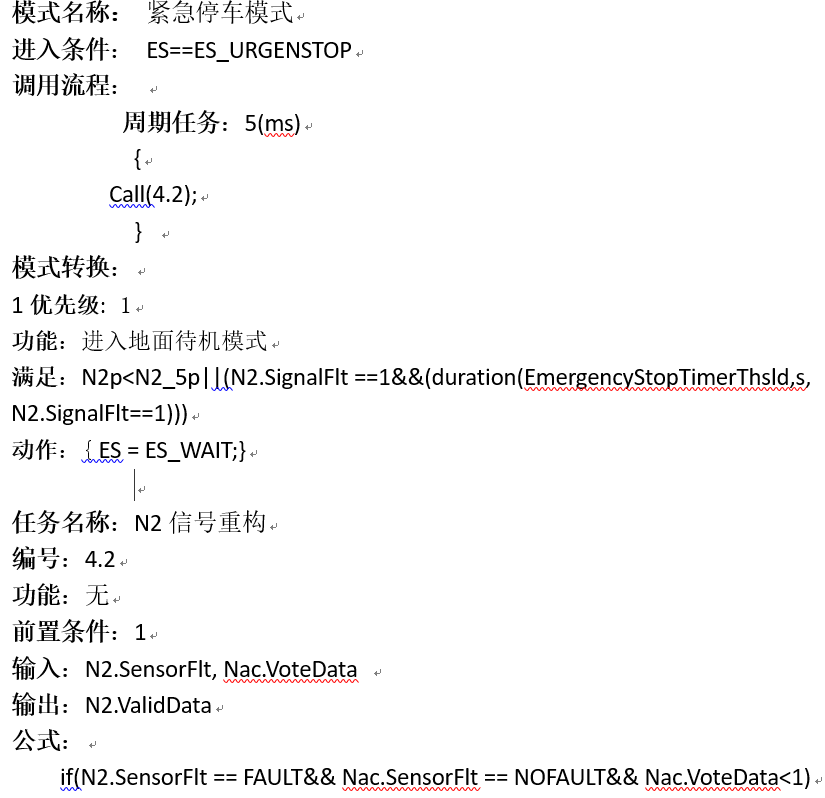 模式名称： 紧急停车模式
进入条件： ES==ES_URGENSTOP
调用流程：
周期任务：5(ms)
{
Call(4.2);
}
模式转换：
1 优先级: 1
功能：进入地面待机模式
满足：N2p<N2_5p||(N2.SignalFlt ==1&&(duration(EmergencyStopTimerThsld,s,
N2.SignalFlt==1)))
动作：{ ES = ES_WAIT;}
任务名称：N2 信号重构
编号：4.2
功能：无
前置条件：1
输入：N2.SensorFlt, Nac.VoteData
输出：N2.ValidData
公式：
if(N2.SensorFlt == FAULT&& Nac.SensorFlt == NOFAULT&& Nac.VoteData<1)